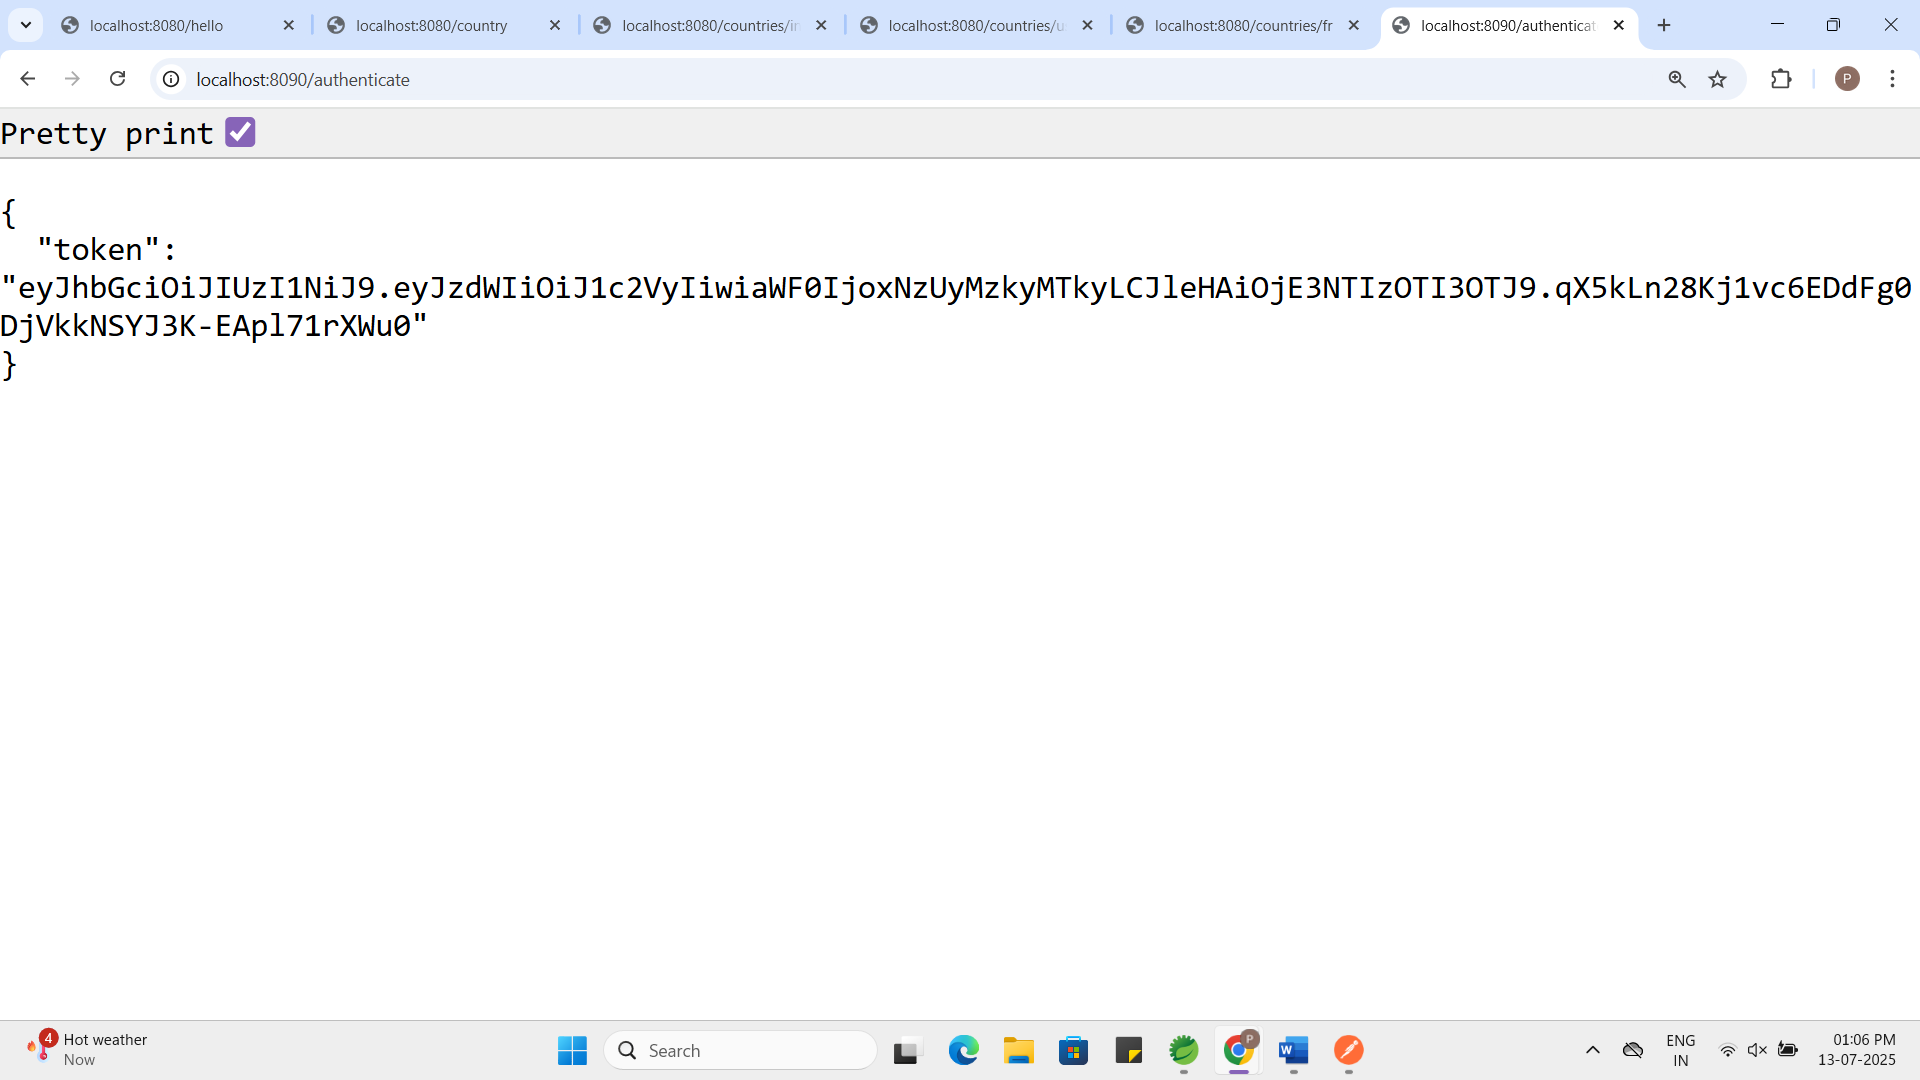 localhost:8080/hello
localhost:8080/country
localhost:8080/countries/in
localhost:8080/countries/u
localhost:8080/countries/fr
localhost:8090/authenticat
localhost:8090/authenticate
P
Pretty print
{
"token":
"eyJhbGciOiJIUzI1NiJ9.eyJzdWIiOiJ1c2VyIiwiaWF0IjoxNzUyMzkyMTkyLCJleHAiOjE3NTIzOTI3OTJ9.qX5kLn28Kj1vc6EDdFg0
DjVkkNSYJ3K-EApl71rXWu0"
}
4
Hot weather
Now
Search
P
W
ENG
IN
01:06 PM
13-07-2025